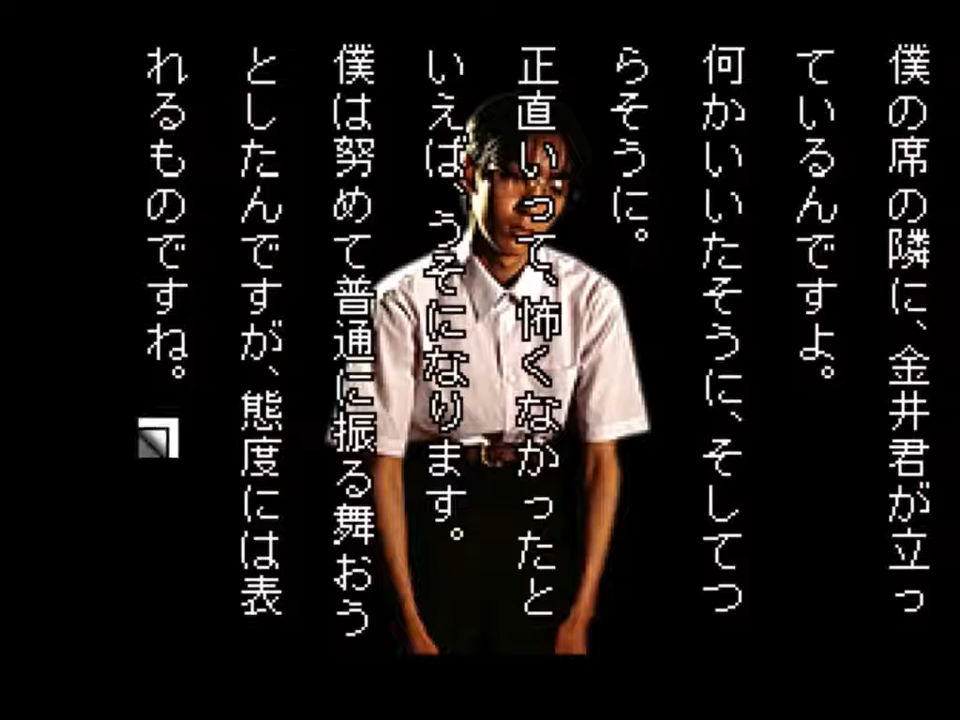 僕の席の隣に、金井君が立っ
ているんですよ。
何かいいたそうに、そしてつ
らそうに。
正直いって、怖くなかったと
いえば、うそになります。
僕は努めて普通に振る舞おう
としたんですが、態度には表
れるものですね。